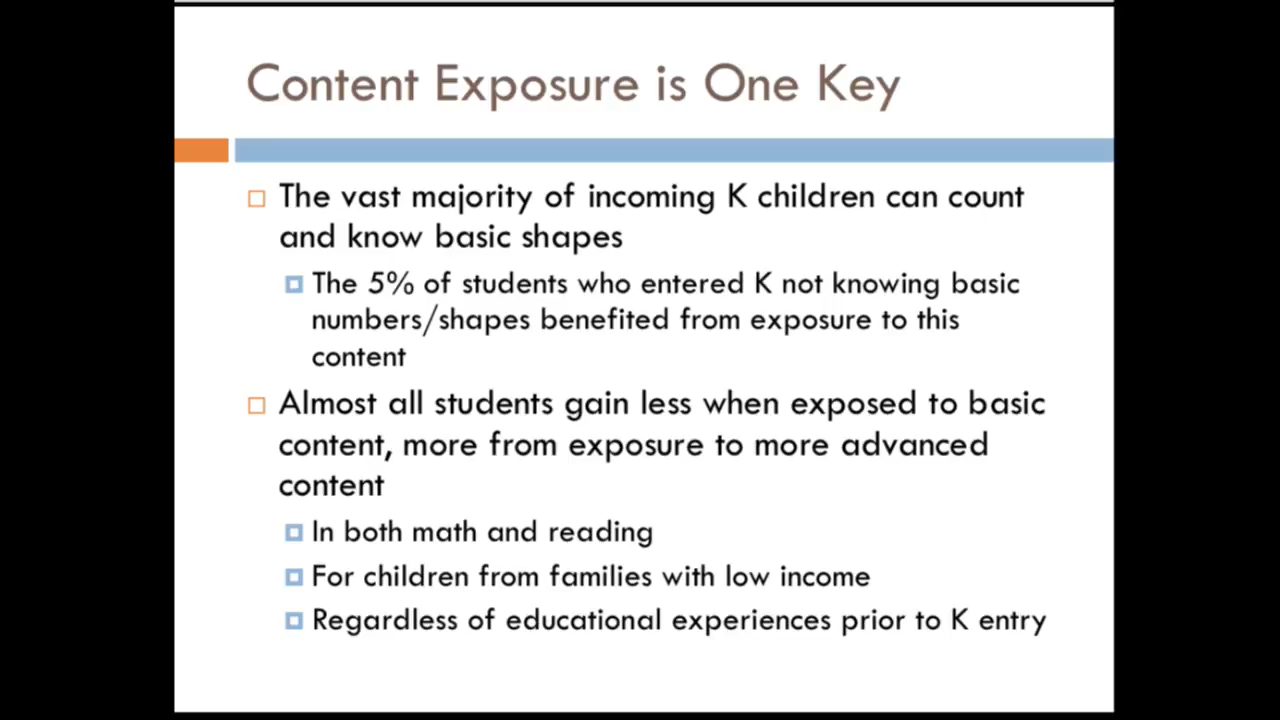 Content Exposure is One Key
The vast majority of incoming K children can count
and know basic shapes
The 5% of students who entered K not knowing basic
numbers/shapes benefited from exposure to this
content
Almost all students gain less when exposed to basic
content, more from exposure to more advanced
content
In both math and reading
For children from families with low income
Regardless of educational experiences prior to K entry